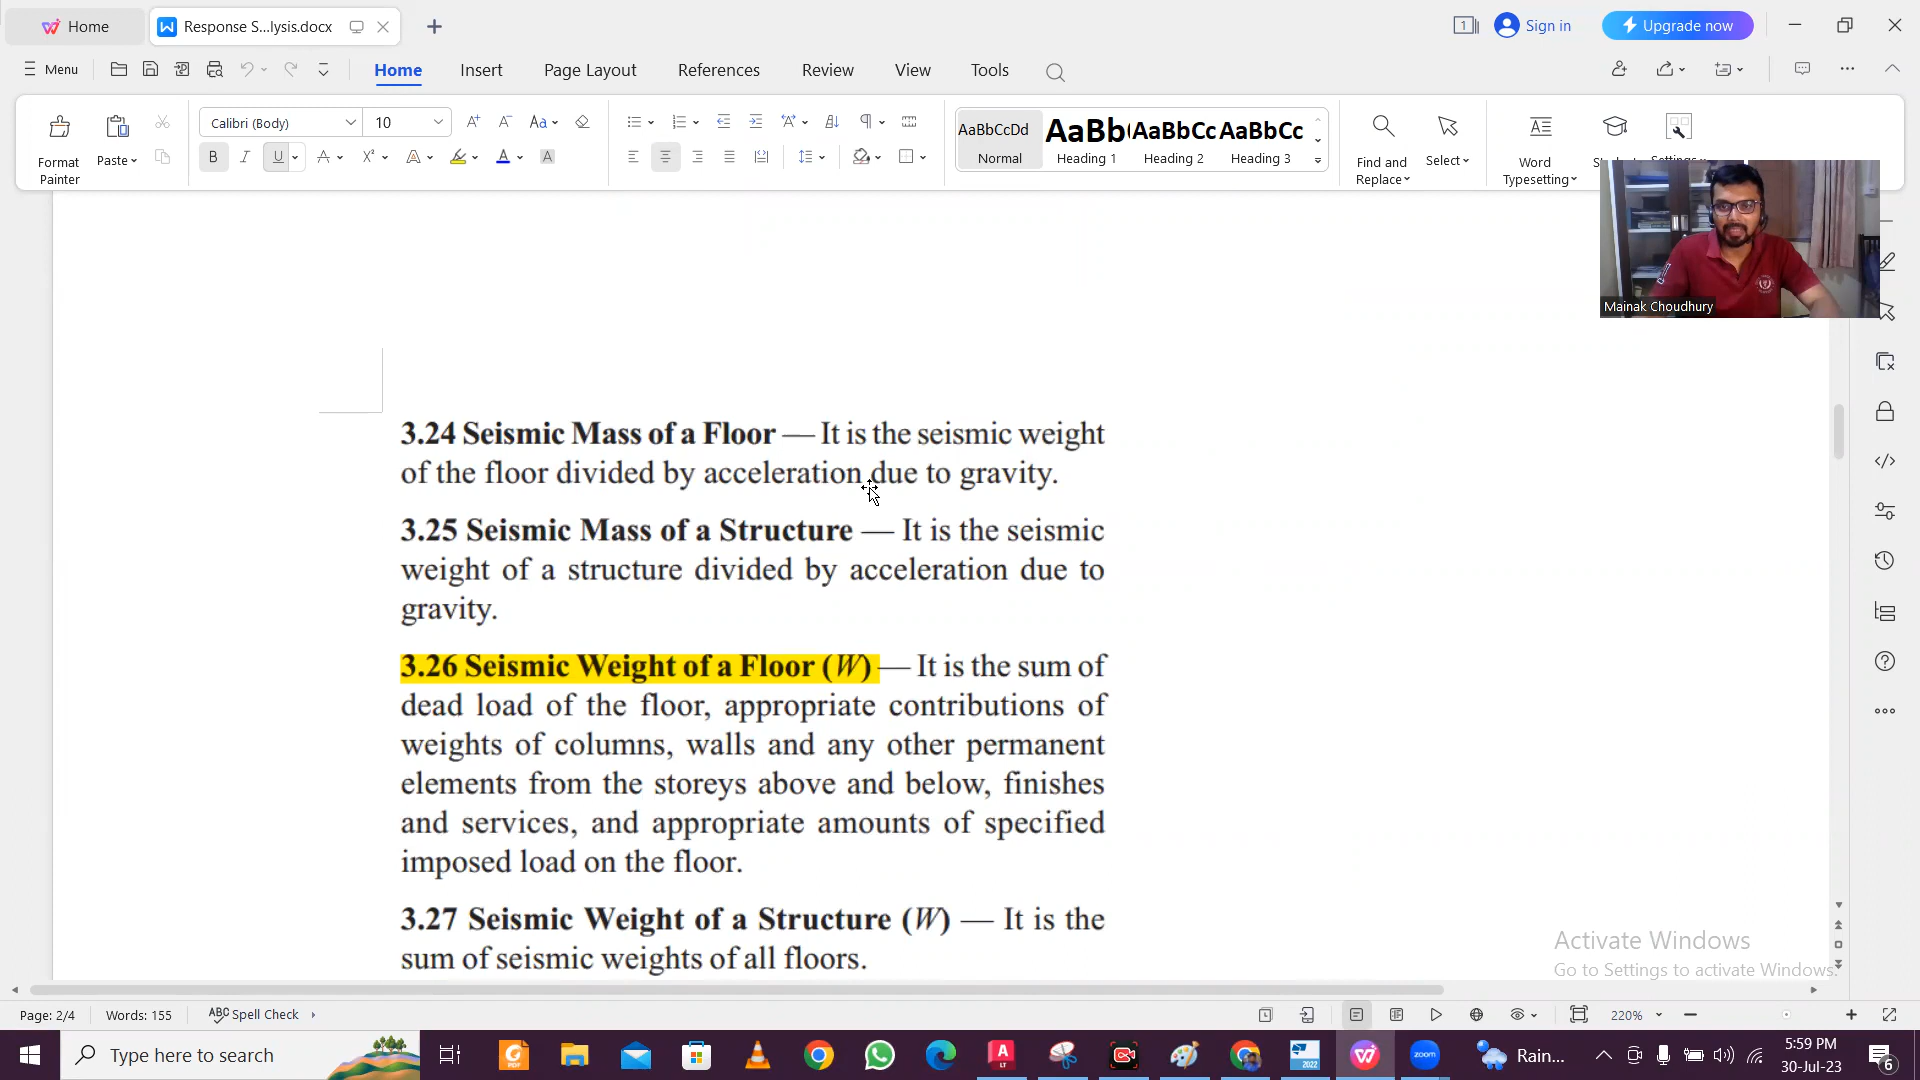 Home
Response S...lysis.docx
Sign in
Upgrade now
Menu
Home
Insert
Page Layout
References
Review
View
Tools
Format
Painter
Paste
Calibri (Body)
10
AaBbCcDd
Normal
AaBb(
Heading 1
AaBbCc
Heading 2
AaBbCc
Heading 3
Find and
Replace
Select
Word
Typesetting
Mainak Choudhury
3.24 Seismic Mass of a Floor — It is the seismic weight
of the floor divided by acceleration due to gravity.
3.25 Seismic Mass of a Structure — It is the seismic
weight of a structure divided by acceleration due to
gravity.
3.26 Seismic Weight of a Floor (W) — It is the sum of
dead load of the floor, appropriate contributions of
weights of columns, walls and any other permanent
elements from the storeys above and below, finishes
and services, and appropriate amounts of specified
imposed load on the floor.
3.27 Seismic Weight of a Structure (W) — It is the
sum of seismic weights of all floors.
Activate Windows
Go to Settings to activate Windows.
Page: 2/4
Words: 155
ABC Spell Check
220%
Type here to search
Rain...
5:59 PM
30-Jul-23
6